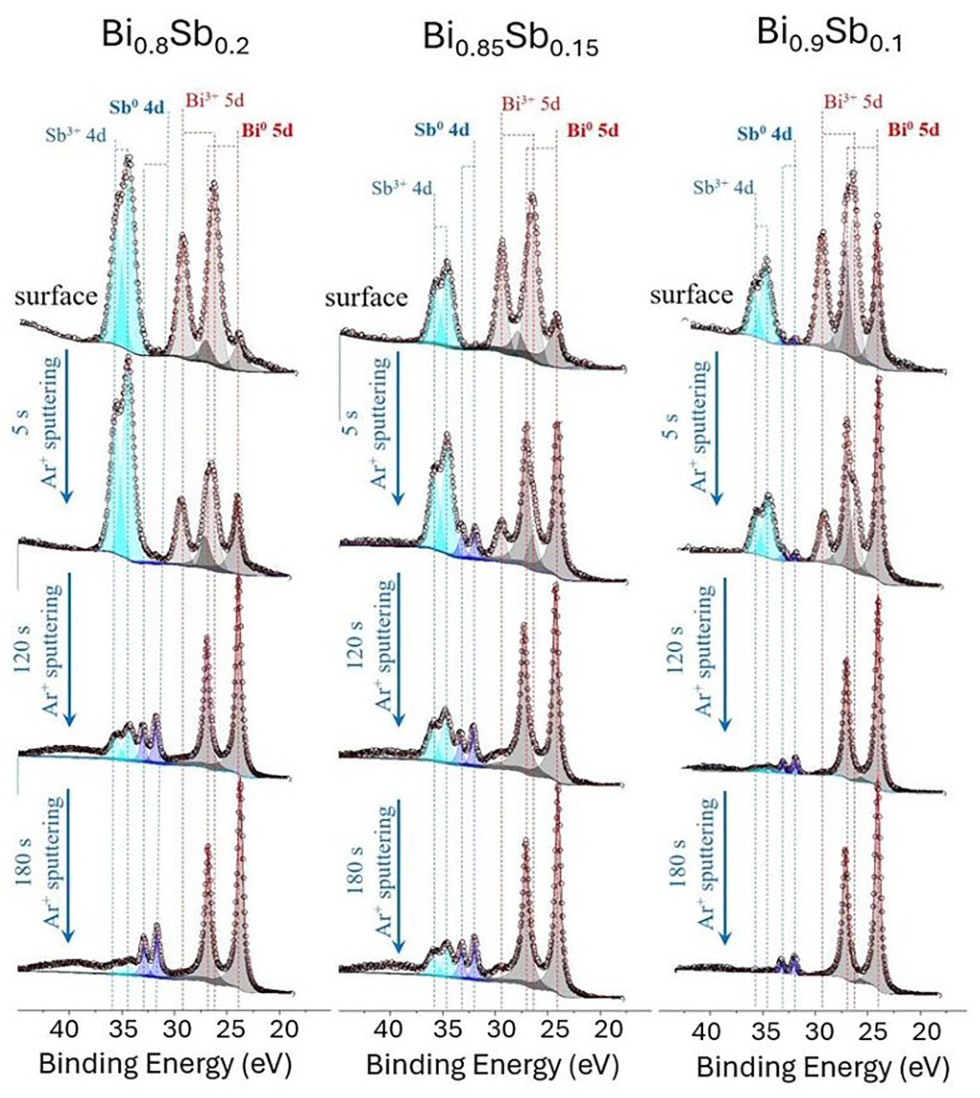 Bi0.8Sb0.2
Bi0.85Sb0.15
Bi0.9Sb0.1
Sb3+ 4d
Sb0 4d
Bi3+ 5d
Bi0 5d
surface
5 s
Ar+ sputtering
120 s
Ar+ sputtering
180 s
Ar+ sputtering
40 35 30 25 20
Binding Energy (eV)
Sb0 4d
Bi3+ 5d
Bi0 5d
Sb3+ 4d
surface
5 s
Ar+ sputtering
120 s
Ar+ sputtering
180 s
Ar+ sputtering
40 35 30 25 20
Binding Energy (eV)
Bi3+ 5d
Sb0 4d
Bi0 5d
Sb3+ 4d
surface
5 s
Ar+ sputtering
120 s
Ar+ sputtering
180 s
Ar+ sputtering
40 35 30 25 20
Binding Energy (eV)